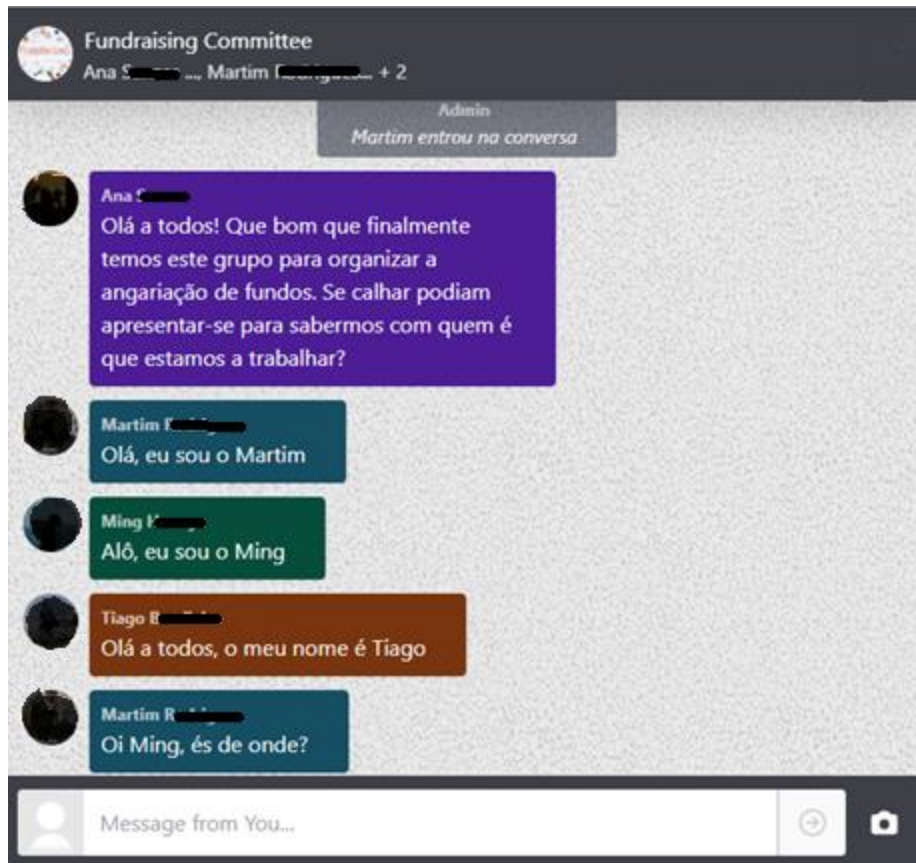 Fundraising Committee
Ana ..., Martim ... + 2
Admin
Martim entrou na conversa
Ana
Olá a todos! Que bom que finalmente
temos este grupo para organizar a
angariação de fundos. Se calhar podiam
apresentar-se para sabermos com quem é
que estamos a trabalhar?
Martim
Olá, eu sou o Martim
Ming
Alô, eu sou o Ming
Tiago
Olá a todos, o meu nome é Tiago
Martim
Oi Ming, és de onde?
Message from You...